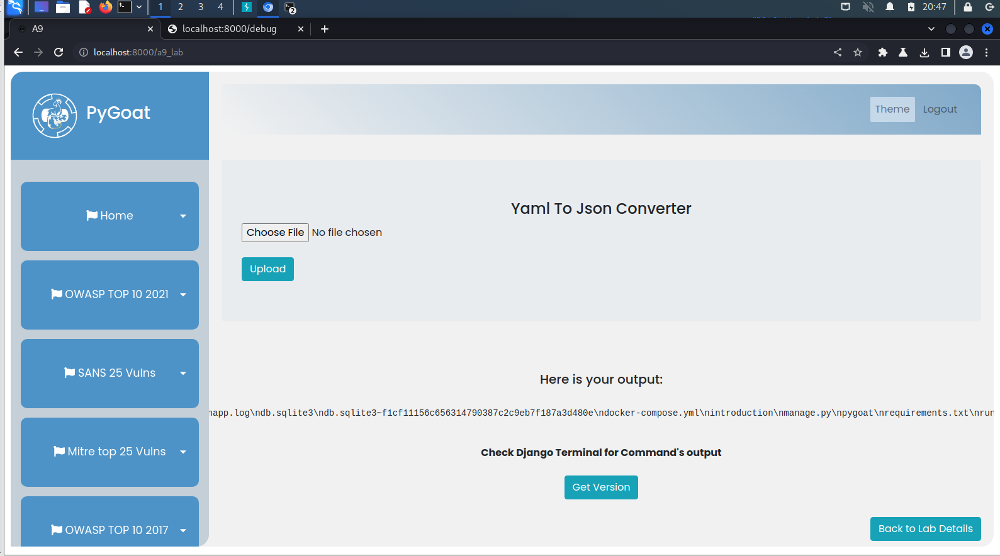 1 2 3 4 2 20:47
A9 localhost:8000/debug
localhost:8000/a9_lab
PyGoat
Theme Logout
Home
OWASP TOP 10 2021
SANS 25 Vulns
Mitre top 25 Vulns
OWASP TOP 10 2017
Yaml To Json Converter
Choose File No file chosen
Upload
Here is your output:
napp.log\ndb.sqlite3\ndb.sqlite3~f1cf11156c656314790387c2c9eb7f187a3d480e\ndocker-compose.yml\nintroduction\nmanage.py\npygoat\nrequirements.txt\nrun
Check Django Terminal for Command's output
Get Version
Back to Lab Details